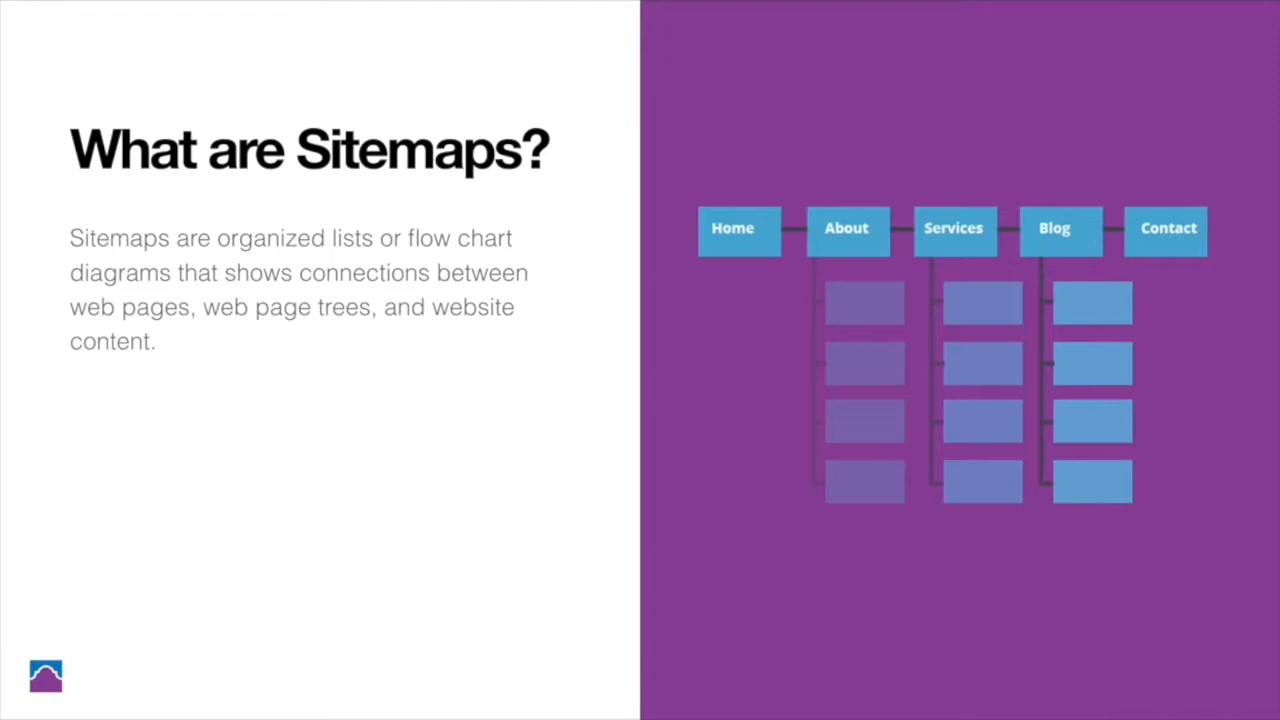 What are Sitemaps?
Sitemaps are organized lists or flow chart
diagrams that shows connections between
web pages, web page trees, and website
content.
Home About Services Blog Contact